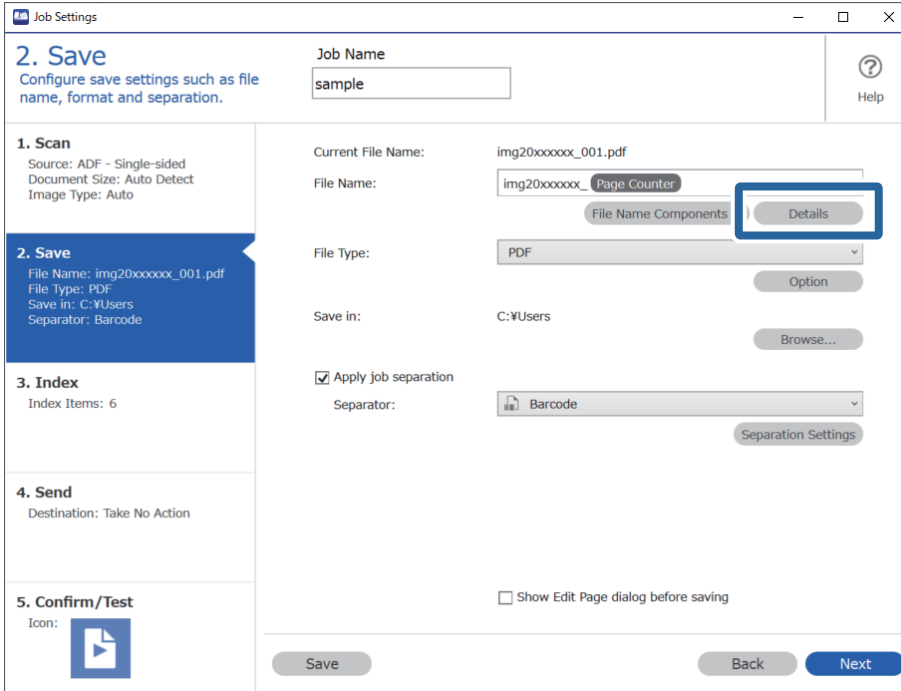 Job Settings
2. Save
Configure save settings such as file
name, format and separation.
Job Name
sample
Help
1. Scan
Source: ADF - Single-sided
Document Size: Auto Detect
Image Type: Auto
2. Save
File Name: img20xxxxxx_001.pdf
File Type: PDF
Save in: C:¥Users
Separator: Barcode
3. Index
Index Items: 6
4. Send
Destination: Take No Action
5. Confirm/Test
Icon:
Current File Name: img20xxxxxx_001.pdf
File Name: img20xxxxxx_ Page Counter
File Name Components Details
File Type: PDF
Option
Save in: C:¥Users
Browse...
Apply job separation
Separator: Barcode
Separation Settings
Show Edit Page dialog before saving
Save Back Next